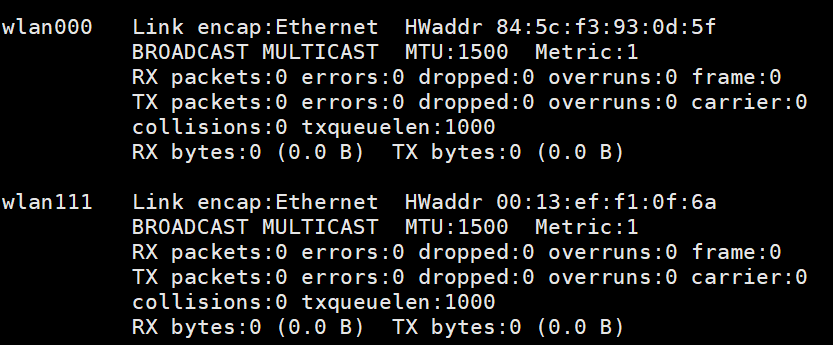 wlan000   Link encap:Ethernet  HWaddr 84:5c:f3:93:0d:5f
          BROADCAST MULTICAST  MTU:1500  Metric:1
          RX packets:0 errors:0 dropped:0 overruns:0 frame:0
          TX packets:0 errors:0 dropped:0 overruns:0 carrier:0
          collisions:0 txqueuelen:1000
          RX bytes:0 (0.0 B)  TX bytes:0 (0.0 B)

wlan111   Link encap:Ethernet  HWaddr 00:13:ef:f1:0f:6a
          BROADCAST MULTICAST  MTU:1500  Metric:1
          RX packets:0 errors:0 dropped:0 overruns:0 frame:0
          TX packets:0 errors:0 dropped:0 overruns:0 carrier:0
          collisions:0 txqueuelen:1000
          RX bytes:0 (0.0 B)  TX bytes:0 (0.0 B)